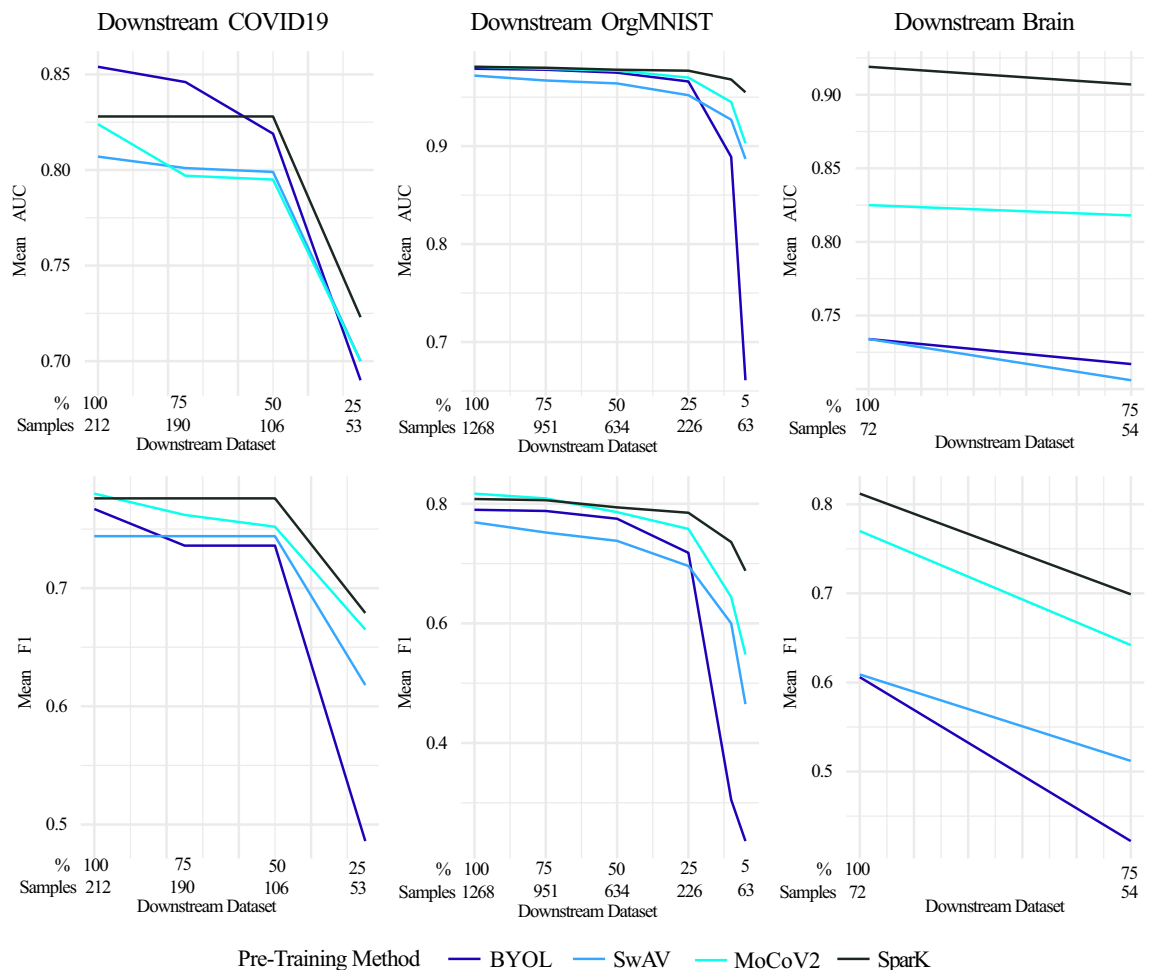 Downstream COVID19
Downstream OrgMNIST
Downstream Brain
Mean AUC
0.85
0.80
0.75
0.70
% 100 75 50 25
Samples 212 190 106 53
Downstream Dataset
Mean AUC
0.9
0.8
0.7
% 100 75 50 25 5
Samples 1268 951 634 226 63
Downstream Dataset
Mean AUC
0.90
0.85
0.80
0.75
% 100 75
Samples 72 54
Downstream Dataset
Mean F1
0.7
0.6
0.5
% 100 75 50 25
Samples 212 190 106 53
Downstream Dataset
Mean F1
0.8
0.6
0.4
% 100 75 50 25 5
Samples 1268 951 634 226 63
Downstream Dataset
Mean F1
0.8
0.7
0.6
0.5
% 100 75
Samples 72 54
Downstream Dataset
Pre-Training Method BYOL SwAV MoCoV2 SparK